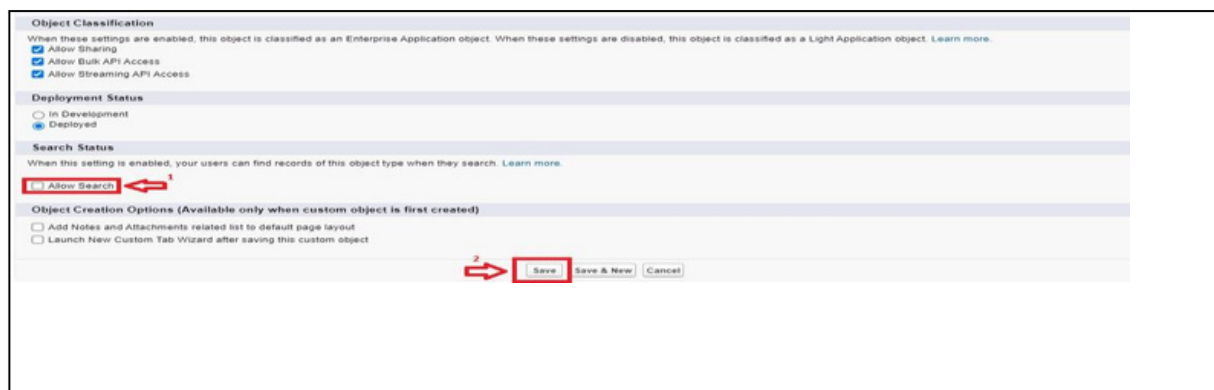 Object Classification
When these settings are enabled, this object is classified as an Enterprise Application object. When these settings are disabled, this object is classified as a Light Application object. Learn more.
Allow Sharing
Allow Bulk API Access
Allow Streaming API Access
Deployment Status
In Development
Deployed
Search Status
When this setting is enabled, your users can find records of this object type when they search. Learn more.
Allow Search 1
Object Creation Options (Available only when custom object is first created)
Add Notes and Attachments related list to default page layout
Launch New Custom Tab Wizard after saving this custom object
2 Save Save & New Cancel